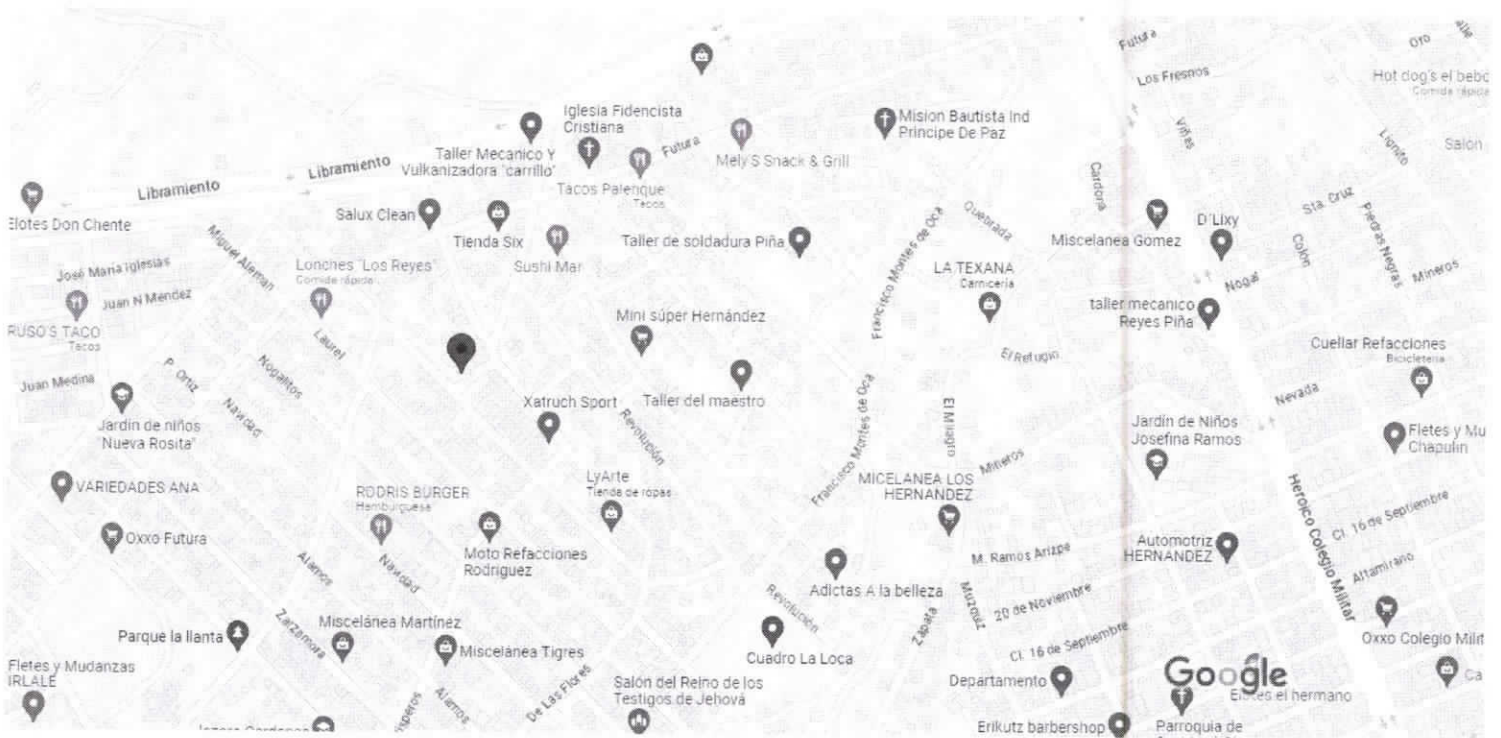 Futura
Oro
alle
Los Fresnos
Hot dog's el bebo
Comida rápida
Iglesia Fidencista
Cristiana
Mision Bautista Ind
Principe De Paz
Viñas
Lignito
Salon
Taller Mecanico Y
Vulkanizadora "carrillo"
Futura
Mely'S Snack & Grill
Libramiento
Libramiento
Tacos Palenque
Tacos
Cardona
Elotes Don Chente
Salux Clean
Tienda Six
Sushi Mar
Taller de soldadura Piña
Francisco Montes de Oca
Quebrada
Miscelanea Gomez
D'Lixy
Sta. Cruz
Piedras Negras
Colón
Mineros
José María Iglesias
Miguel Aleman
Lonches "Los Reyes"
Comida rápida
LA TEXANA
Carnicería
Nogal
Juan N Mendez
taller mecanico
Reyes Piña
RUSO'S TACO
Tacos
Laurel
Mini súper Hernández
El Refugio
Cuellar Refacciones
Bicicletería
Juan Medina
P. Ortiz
Nogalitos
Navidad
Taller del maestro
Nevada
Jardín de niños
"Nueva Rosita"
Xatruch Sport
Revolución
Francisco Montes de Oca
El Milagro
Jardín de Niños
Josefina Ramos
Fletes y Mu
Chapulin
VARIEDADES ANA
RODRIS BURGER
Hamburguesa
LyArte
Tienda de ropas
MICELANEA LOS
HERNANDEZ
Mineros
Heroico Colegio Militar
Cl. 16 de Septiembre
Oxxo Futura
Moto Refacciones
Rodriguez
M. Ramos Arizpe
Automotriz
HERNANDEZ
Altamirano
Alamos
Navidad
Adictas A la belleza
Revolución
Zapata
Muzquiz
20 de Noviembre
Zarzamora
Parque la llanta
Miscelánea Martínez
Miscelanea Tigres
Cuadro La Loca
Cl. 16 de Septiembre
Oxxo Colegio Milit
Fletes y Mudanzas
IRLALE
Alamos
De Las Flores
Salón del Reino de los
Testigos de Jehová
Departamento
Google
Elotes el hermano
Ca
Erikutz barbershop
Parroquia de